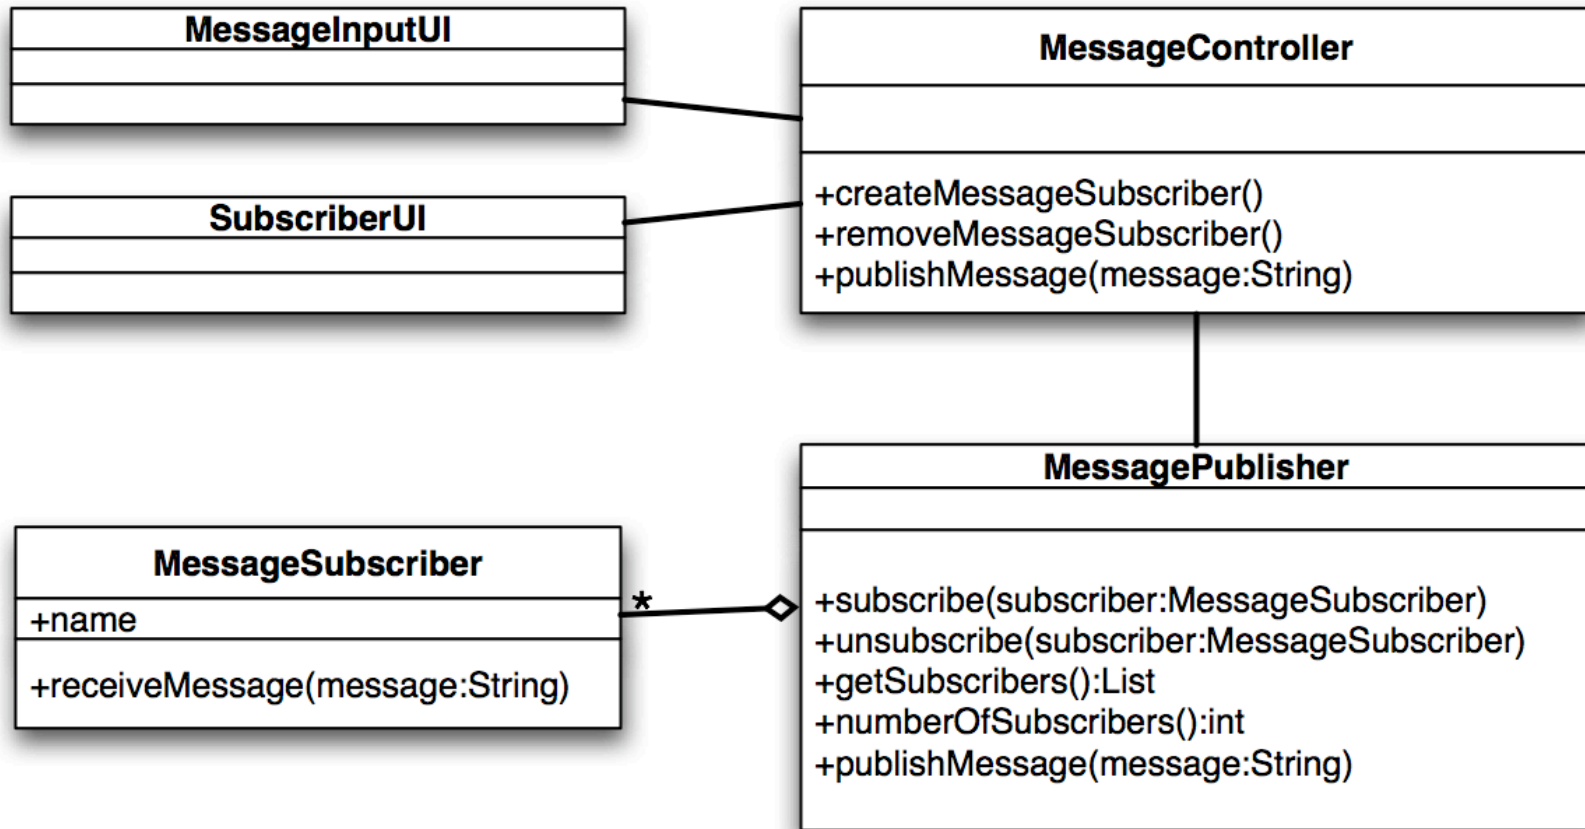 MessageInputUI
MessageController
+createMessageSubscriber()
+removeMessageSubscriber()
+publishMessage(message:String)
SubscriberUI
MessagePublisher
+subscribe(subscriber:MessageSubscriber)
+unsubscribe(subscriber:MessageSubscriber)
+getSubscribers():List
+numberOfSubscribers():int
+publishMessage(message:String)
MessageSubscriber
+name
+receiveMessage(message:String)
*